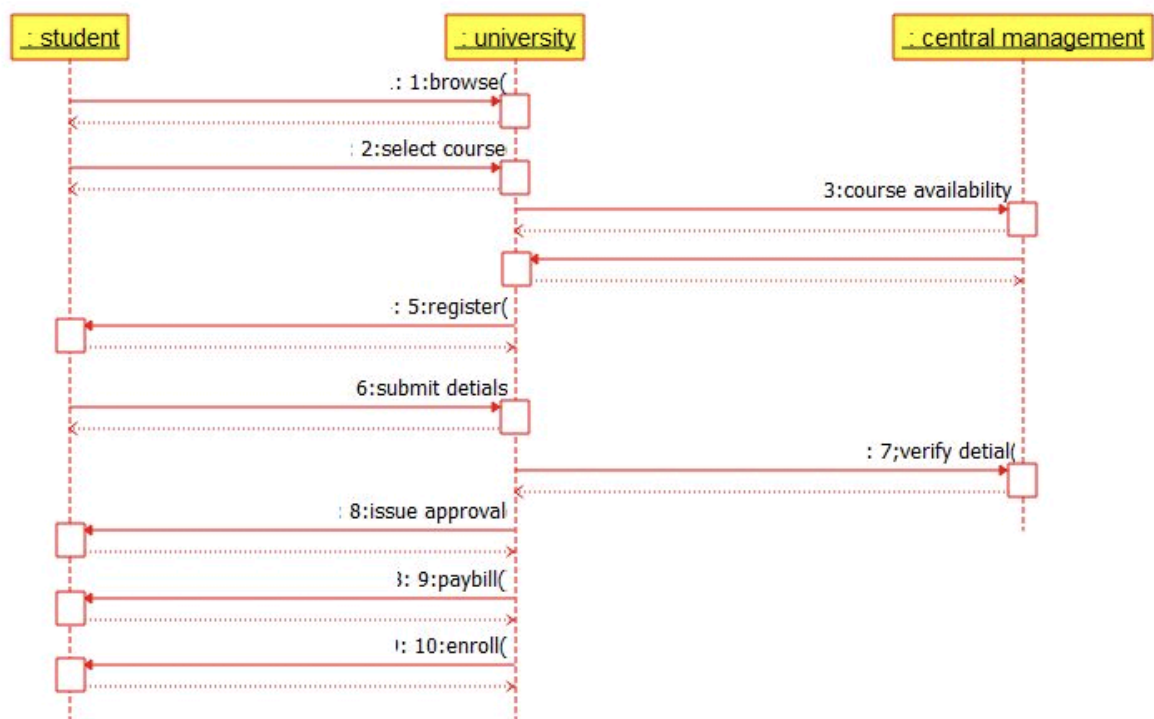 : student
: university
: central management
: 1:browse(
: 2:select course
3:course availability
: 5:register(
6:submit detials
: 7;verify detial(
: 8:issue approval
: 9:paybill(
: 10:enroll(